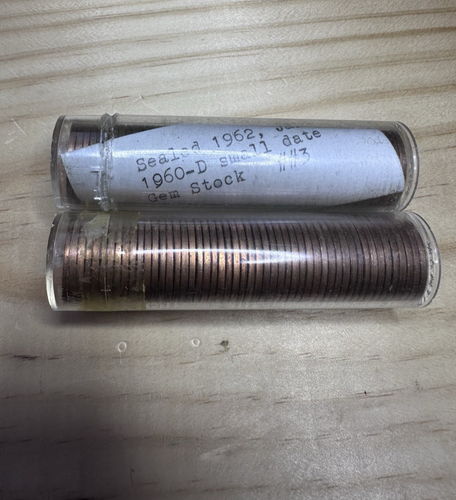 Sealed 1962,
1960-D small date
Gem Stock ##3